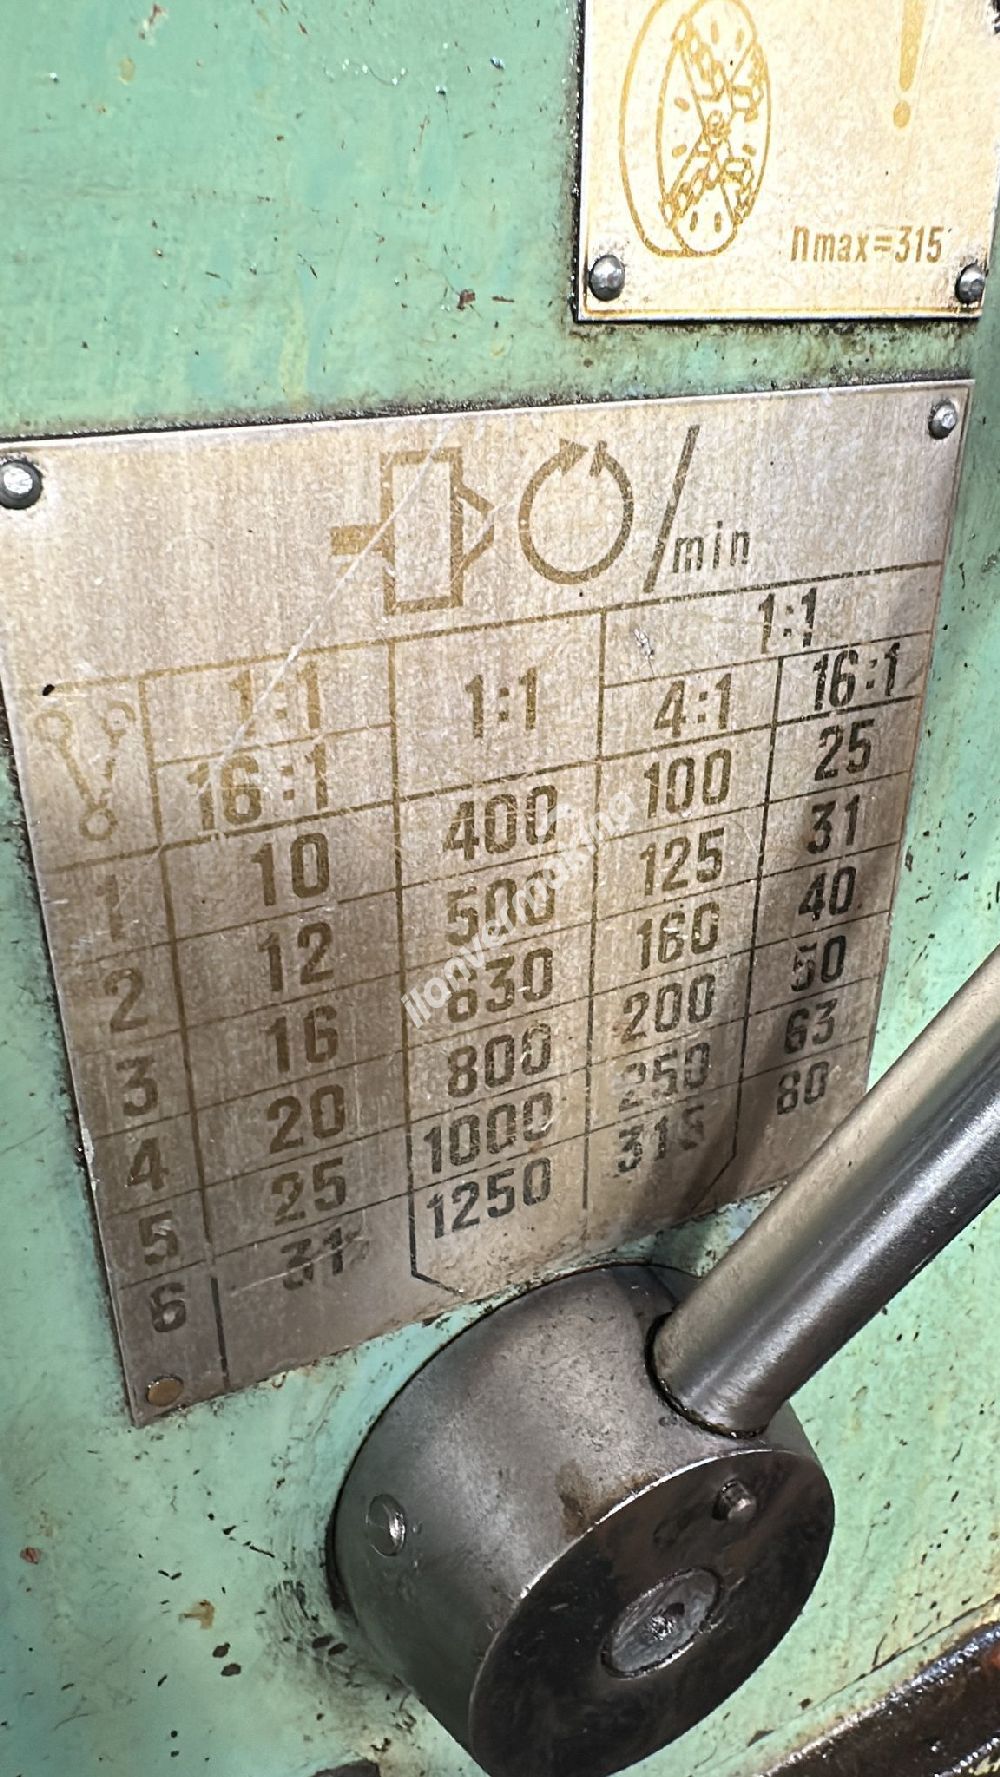 nmax=315
/min
1:1 1:1 1:1
16:1 4:1 16:1
1 10 400 100 25
2 12 500 125 31
3 16 630 160 40
4 20 800 200 50
5 25 1000 250 63
6 31 1250 315 80
ilanverimakina